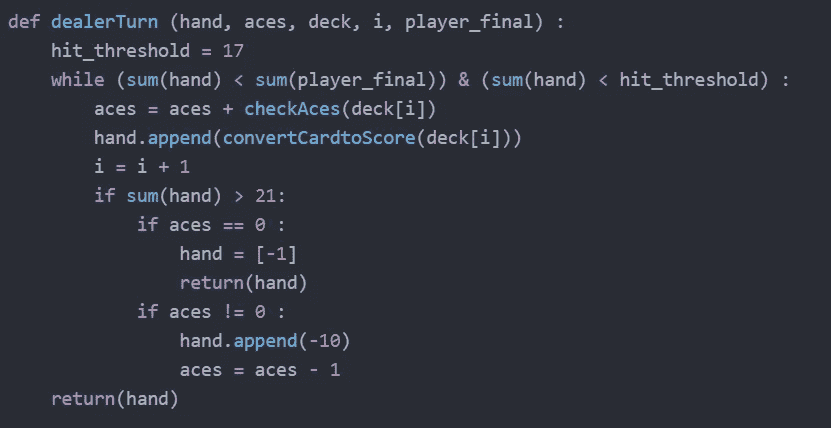 def dealerTurn (hand, aces, deck, i, player_final) :
    hit_threshold = 17
    while (sum(hand) < sum(player_final)) & (sum(hand) < hit_threshold) :
        aces = aces + checkAces(deck[i])
        hand.append(convertCardtoScore(deck[i]))
        i = i + 1
        if sum(hand) > 21:
            if aces == 0 :
                hand = [-1]
                return(hand)
            if aces != 0 :
                hand.append(-10)
                aces = aces - 1
    return(hand)